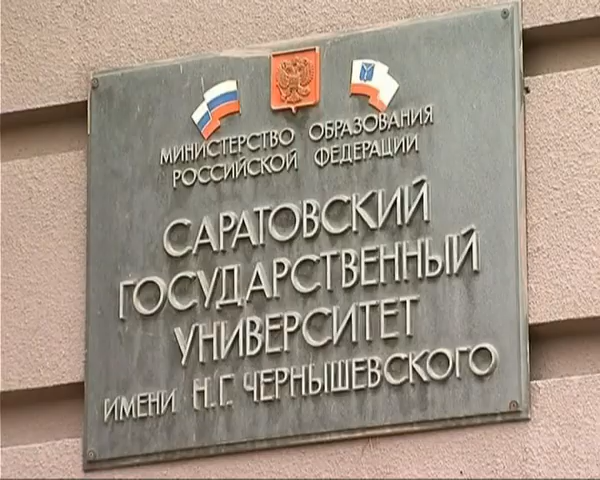 МИНИСТЕРСТВО ОБРАЗОВАНИЯ
РОССИЙСКОЙ ФЕДЕРАЦИИ
САРАТОВСКИЙ
ГОСУДАРСТВЕННЫЙ
УНИВЕРСИТЕТ
ИМЕНИ Н.Г. ЧЕРНЫШЕВСКОГО